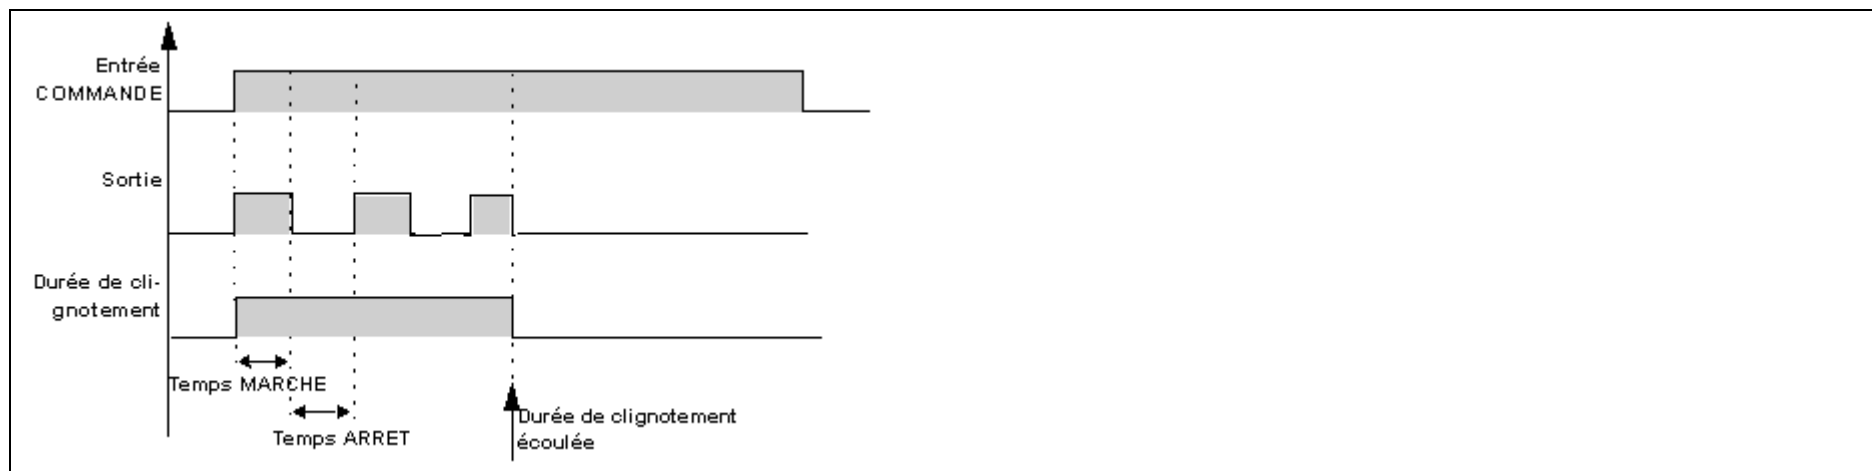 Entrée
COMMANDE
Sortie
Durée de cli-
gnotement
Temps MARCHE
Temps ARRET
Durée de clignotement
écoulée